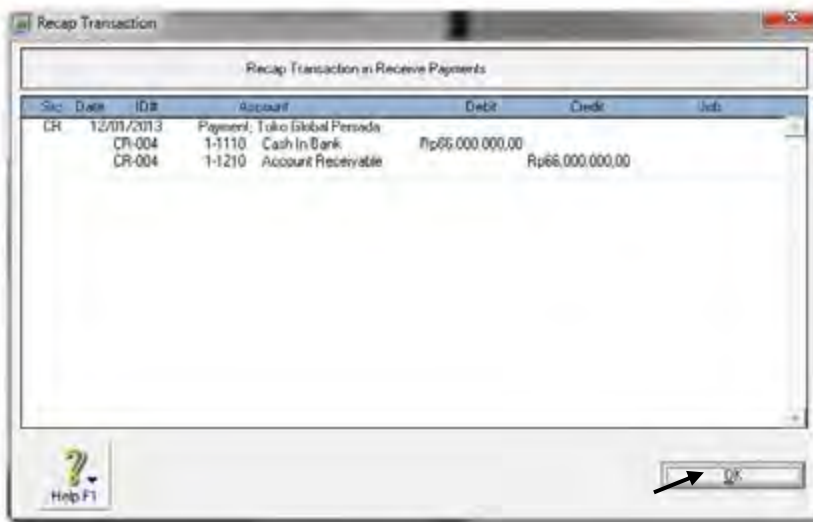 Recap Transaction
Recap Transaction in Receive Payments
Src Date ID# Account Debit Credit Job
CR 12/01/2013 Payment; Toko Global Persada
CR-004 1-1110 Cash In Bank Rp66.000.000,00
CR-004 1-1210 Account Receivable Rp66.000.000,00
Help F1
OK